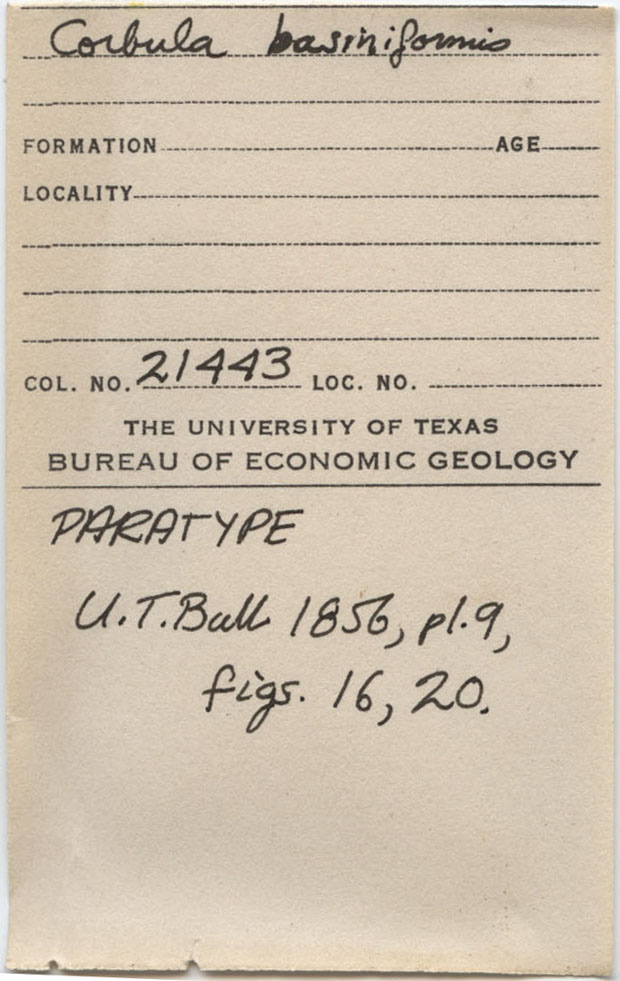 Corbula basiniformis
FORMATION AGE
LOCALITY
COL. NO. 21443 LOC. NO.
THE UNIVERSITY OF TEXAS
BUREAU OF ECONOMIC GEOLOGY
PARATYPE
U.T. Bull 1856, pl. 9,
figs. 16, 20.